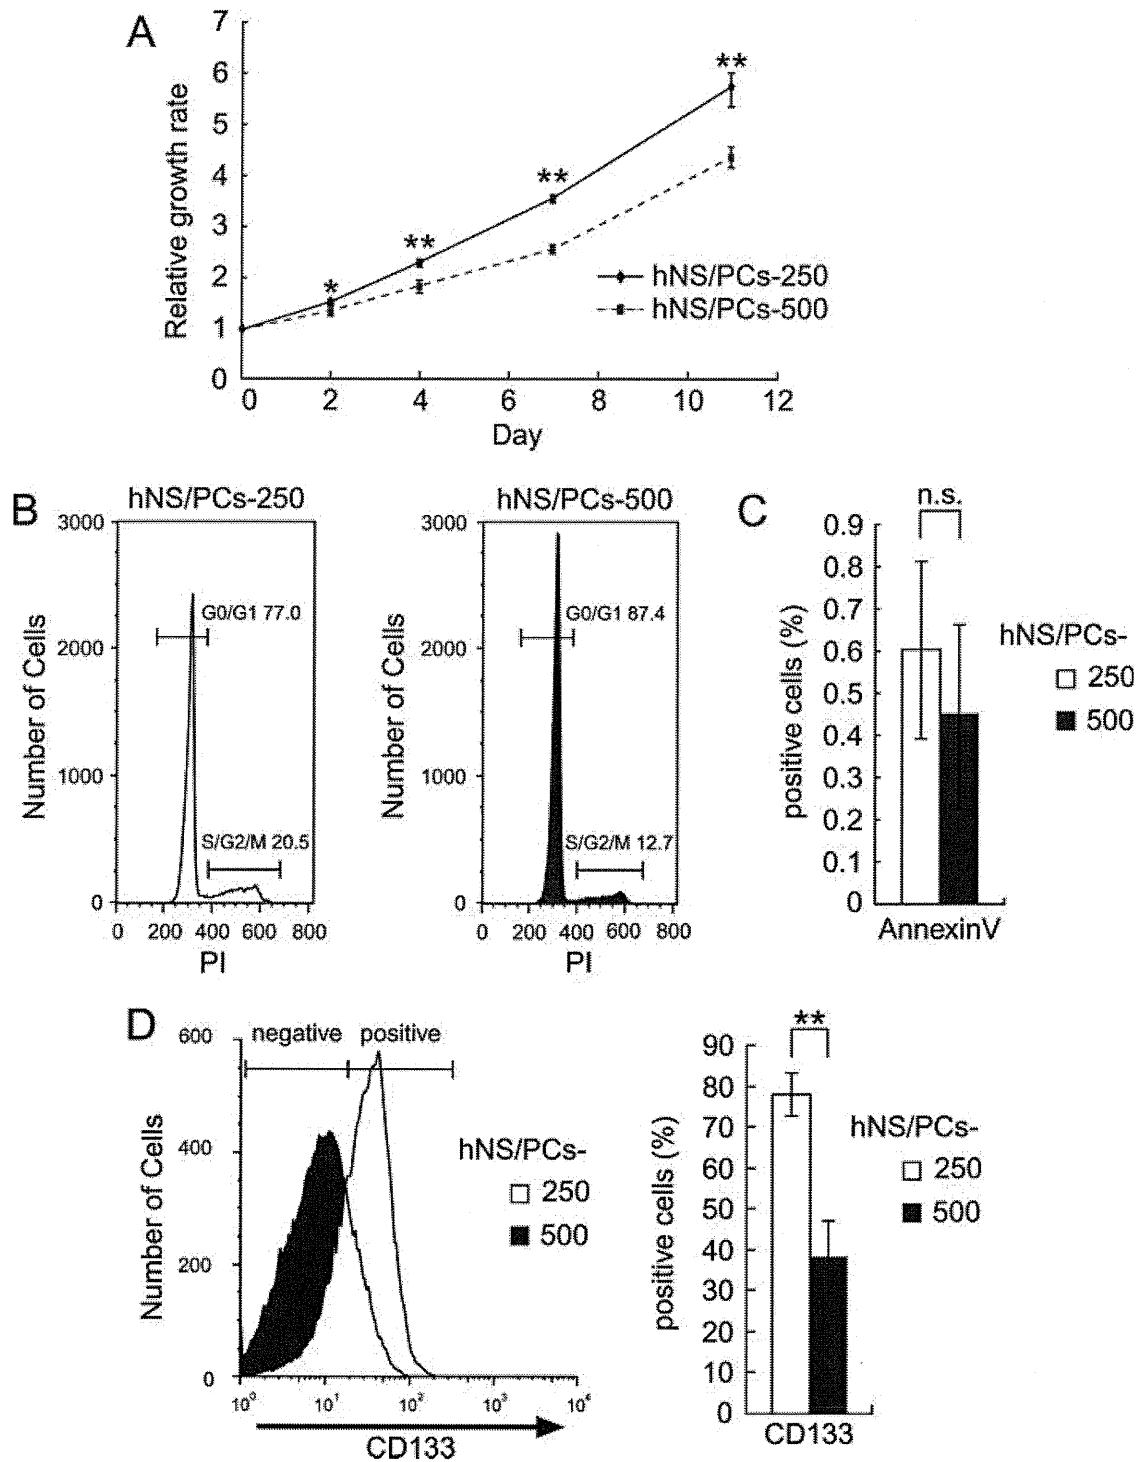 A
7
6
5
4
3
2
1
0
Relative growth rate
*
**
**
**
hNS/PCs-250
hNS/PCs-500
0 2 4 6 8 10 12
Day
B
hNS/PCs-250
3000
2000
1000
0
Number of Cells
G0/G1 77.0
S/G2/M 20.5
0 200 400 600 800
PI
hNS/PCs-500
3000
2000
1000
0
Number of Cells
G0/G1 87.4
S/G2/M 12.7
0 200 400 600 800
PI
C
n.s.
0.9
0.8
0.7
0.6
0.5
0.4
0.3
0.2
0.1
0
positive cells (%)
hNS/PCs-
250
500
AnnexinV
D
600
400
200
0
Number of Cells
negative positive
hNS/PCs-
250
500
10⁰ 10¹ 10² 10³ 10⁴
CD133
**
90
80
70
60
50
40
30
20
10
0
positive cells (%)
hNS/PCs-
250
500
CD133